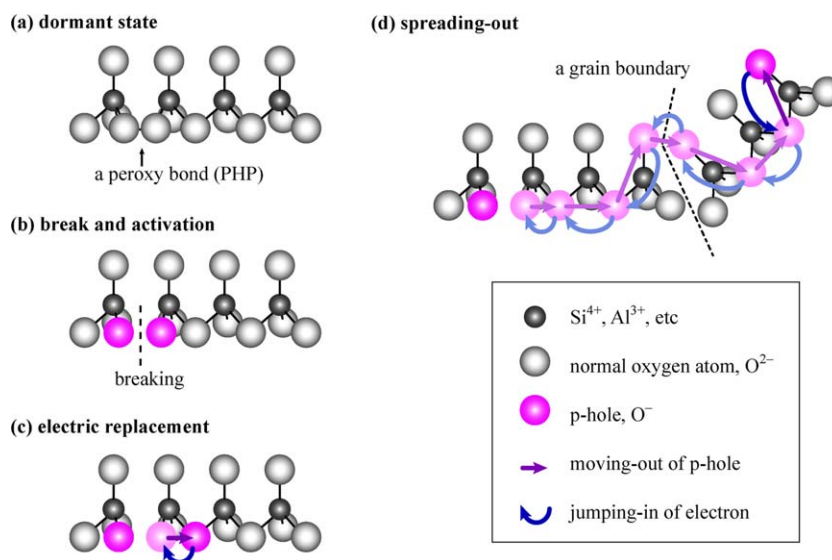 (a) dormant state
a peroxy bond (PHP)
(b) break and activation
breaking
(c) electric replacement
(d) spreading-out
a grain boundary
Si⁴⁺, Al³⁺, etc
normal oxygen atom, O²⁻
p-hole, O⁻
moving-out of p-hole
jumping-in of electron